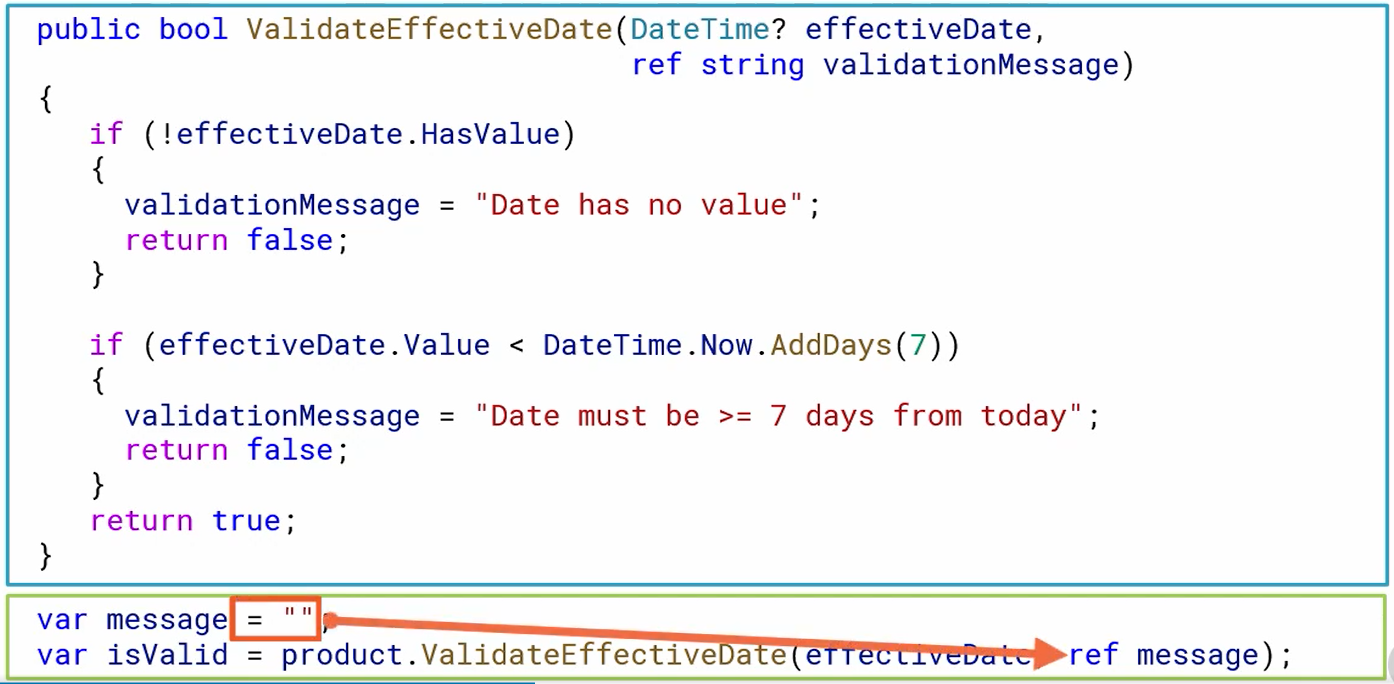 public bool ValidateEffectiveDate(DateTime? effectiveDate,
ref string validationMessage)
{
if (!effectiveDate.HasValue)
{
validationMessage = "Date has no value";
return false;
}
if (effectiveDate.Value < DateTime.Now.AddDays(7))
{
validationMessage = "Date must be >= 7 days from today";
return false;
}
return true;
}
var message = "";
var isValid = product.ValidateEffectiveDate(effectiveDate, ref message);